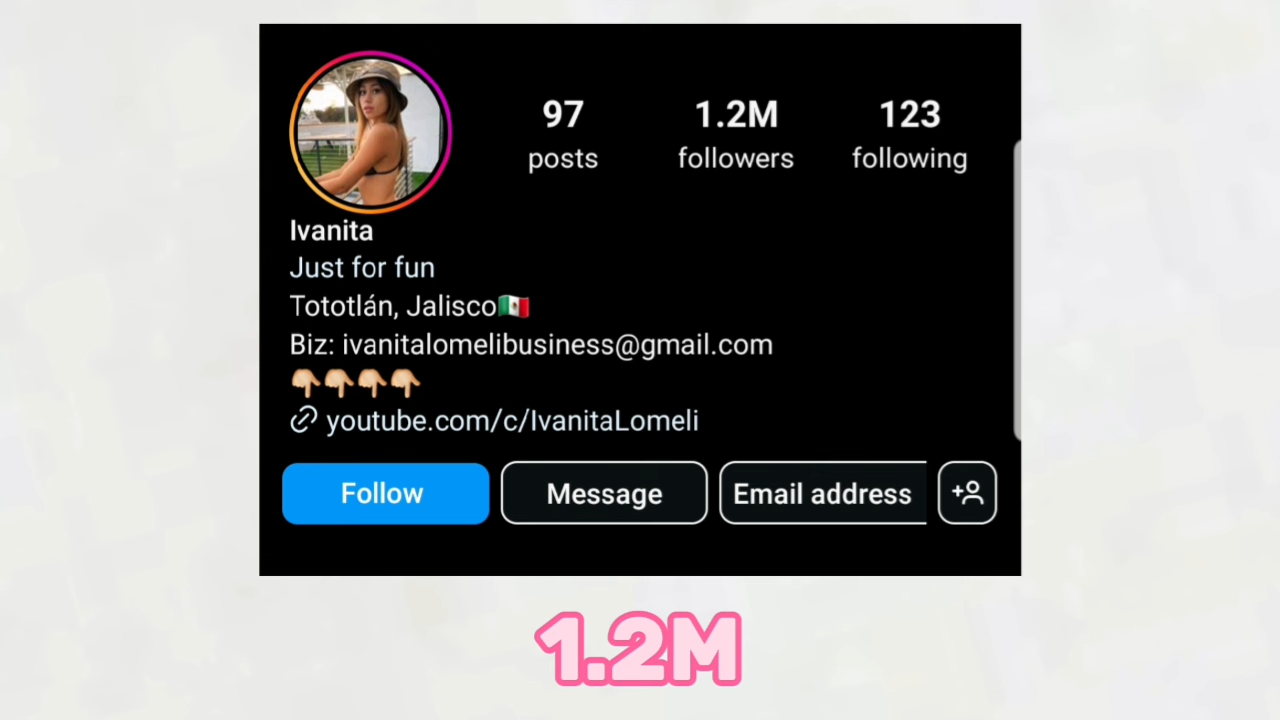 97 1.2M 123
posts followers following
Ivanita
Just for fun
Tototlán, Jalisco🇲🇽
Biz: ivanitalomelibusiness@gmail.com
👇🏼👇🏼👇🏼👇🏼
youtube.com/c/IvanitaLomeli
Follow Message Email address
1.2M